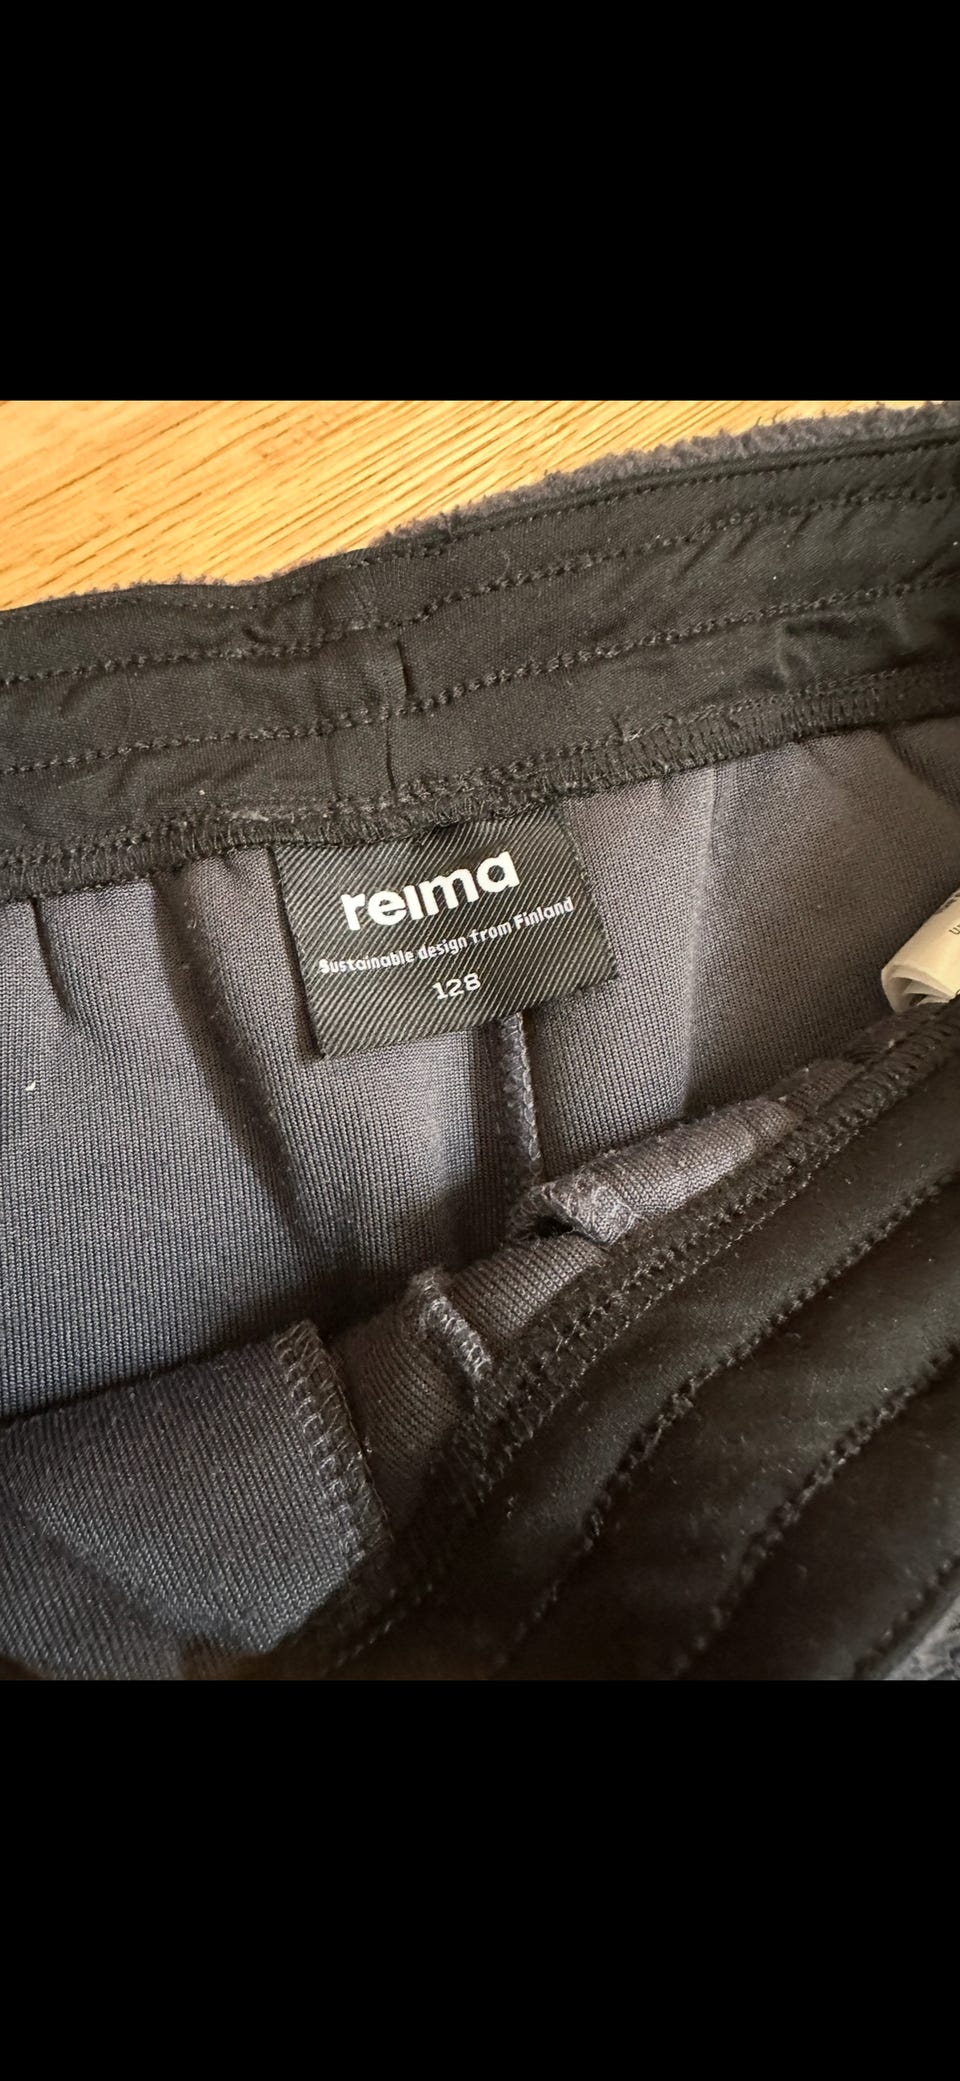 reima
Sustainable design from Finland
128